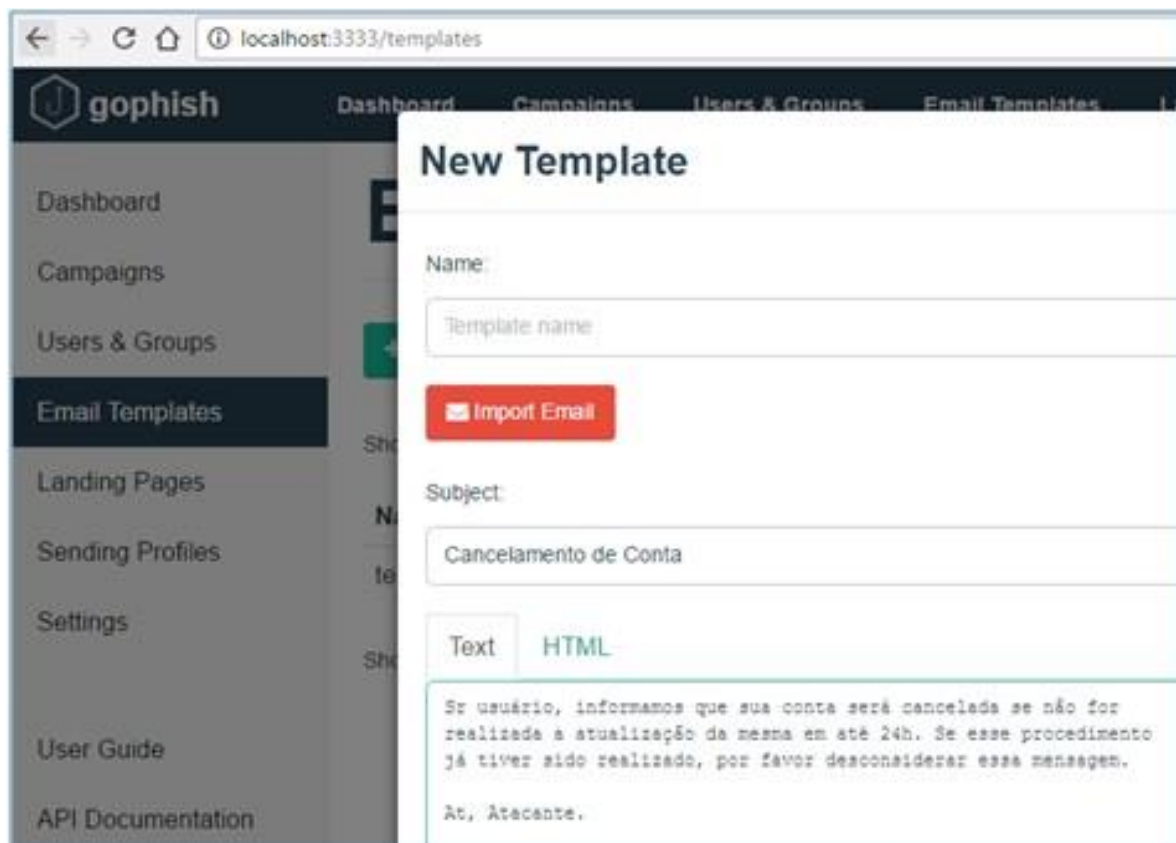 localhost:3333/templates
gophish
Dashboard Campaigns Users & Groups Email Templates
New Template
Dashboard
Campaigns
Users & Groups
Email Templates
Landing Pages
Sending Profiles
Settings
User Guide
API Documentation
Name:
Template name
Import Email
Subject:
Cancelamento de Conta
Text HTML
Sr usuário, informamos que sua conta será cancelada se não for
realizada a atualização da mesma em até 24h. Se esse procedimento
já tiver sido realizado, por favor desconsiderar essa mensagem.
At, Atacante.